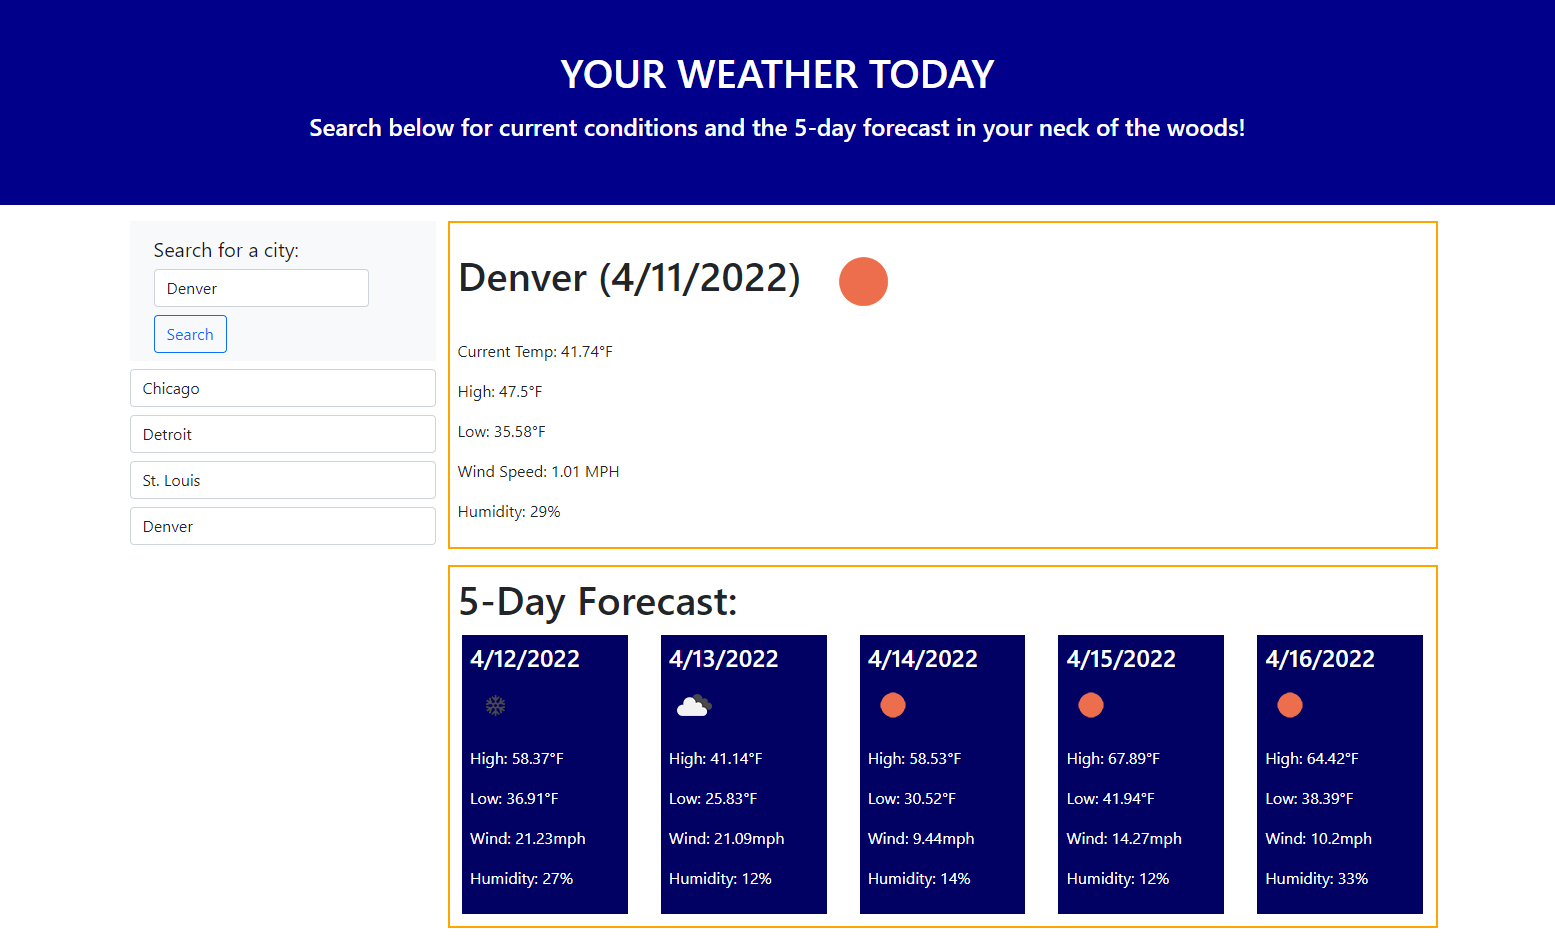 YOUR WEATHER TODAY
Search below for current conditions and the 5-day forecast in your neck of the woods!
Search for a city:
Denver
Search
Chicago
Detroit
St. Louis
Denver
Denver (4/11/2022)
Current Temp: 41.74°F
High: 47.5°F
Low: 35.58°F
Wind Speed: 1.01 MPH
Humidity: 29%
5-Day Forecast:
4/12/2022
High: 58.37°F
Low: 36.91°F
Wind: 21.23mph
Humidity: 27%
4/13/2022
High: 41.14°F
Low: 25.83°F
Wind: 21.09mph
Humidity: 12%
4/14/2022
High: 58.53°F
Low: 30.52°F
Wind: 9.44mph
Humidity: 14%
4/15/2022
High: 67.89°F
Low: 41.94°F
Wind: 14.27mph
Humidity: 12%
4/16/2022
High: 64.42°F
Low: 38.39°F
Wind: 10.2mph
Humidity: 33%